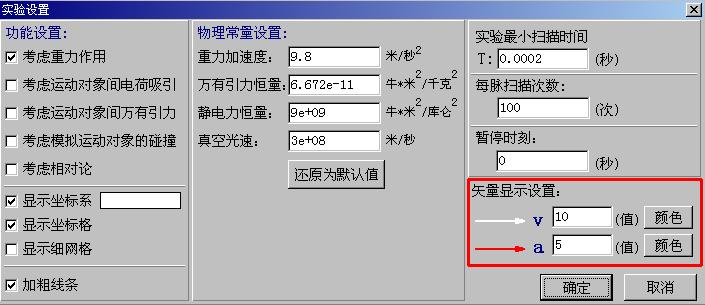 实验设置
功能设置：
考虑重力作用
考虑运动对象间电荷吸引
考虑运动对象间万有引力
考虑模拟运动对象的碰撞
考虑相对论
显示坐标系
显示坐标格
显示细网格
加粗线条
物理常量设置：
重力加速度： 9.8 米/秒2
万有引力恒量： 6.672e-11 牛*米2/千克2
静电力恒量： 9e+09 牛*米2/库仑2
真空光速： 3e+08 米/秒
还原为默认值
实验最小扫描时间
T: 0.0002 (秒)
每脉扫描次数：
100 (次)
暂停时刻：
0 (秒)
矢量显示设置：
v 10 (值) 颜色
a 5 (值) 颜色
确定 取消